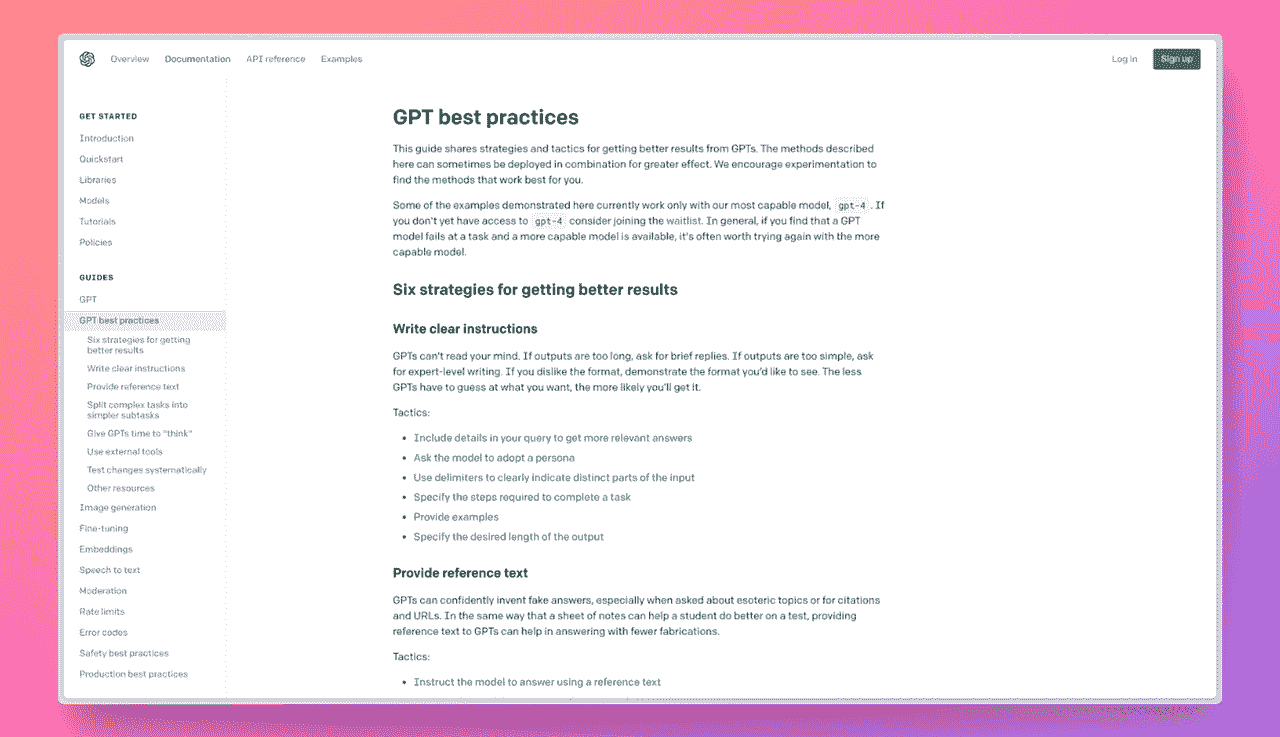 Overview Documentation API reference Examples Log in Sign up
GET STARTED
Introduction
Quickstart
Libraries
Models
Tutorials
Policies
GUIDES
GPT
GPT best practices
Six strategies for getting
better results
Write clear instructions
Provide reference text
Split complex tasks into
simpler subtasks
Give GPTs time to "think"
Use external tools
Test changes systematically
Other resources
Image generation
Fine-tuning
Embeddings
Speech to text
Moderation
Rate limits
Error codes
Safety best practices
Production best practices
GPT best practices
This guide shares strategies and tactics for getting better results from GPTs. The methods described
here can sometimes be deployed in combination for greater effect. We encourage experimentation to
find the methods that work best for you.
Some of the examples demonstrated here currently work only with our most capable model, gpt-4. If
you don't yet have access to gpt-4 consider joining the waitlist. In general, if you find that a GPT
model fails at a task and a more capable model is available, it's often worth trying again with the more
capable model.
Six strategies for getting better results
Write clear instructions
GPTs can't read your mind. If outputs are too long, ask for brief replies. If outputs are too simple, ask
for expert-level writing. If you dislike the format, demonstrate the format you'd like to see. The less
GPTs have to guess at what you want, the more likely you'll get it.
Tactics:
• Include details in your query to get more relevant answers
• Ask the model to adopt a persona
• Use delimiters to clearly indicate distinct parts of the input
• Specify the steps required to complete a task
• Provide examples
• Specify the desired length of the output
Provide reference text
GPTs can confidently invent fake answers, especially when asked about esoteric topics or for citations
and URLs. In the same way that a sheet of notes can help a student do better on a test, providing
reference text to GPTs can help in answering with fewer fabrications.
Tactics:
• Instruct the model to answer using a reference text